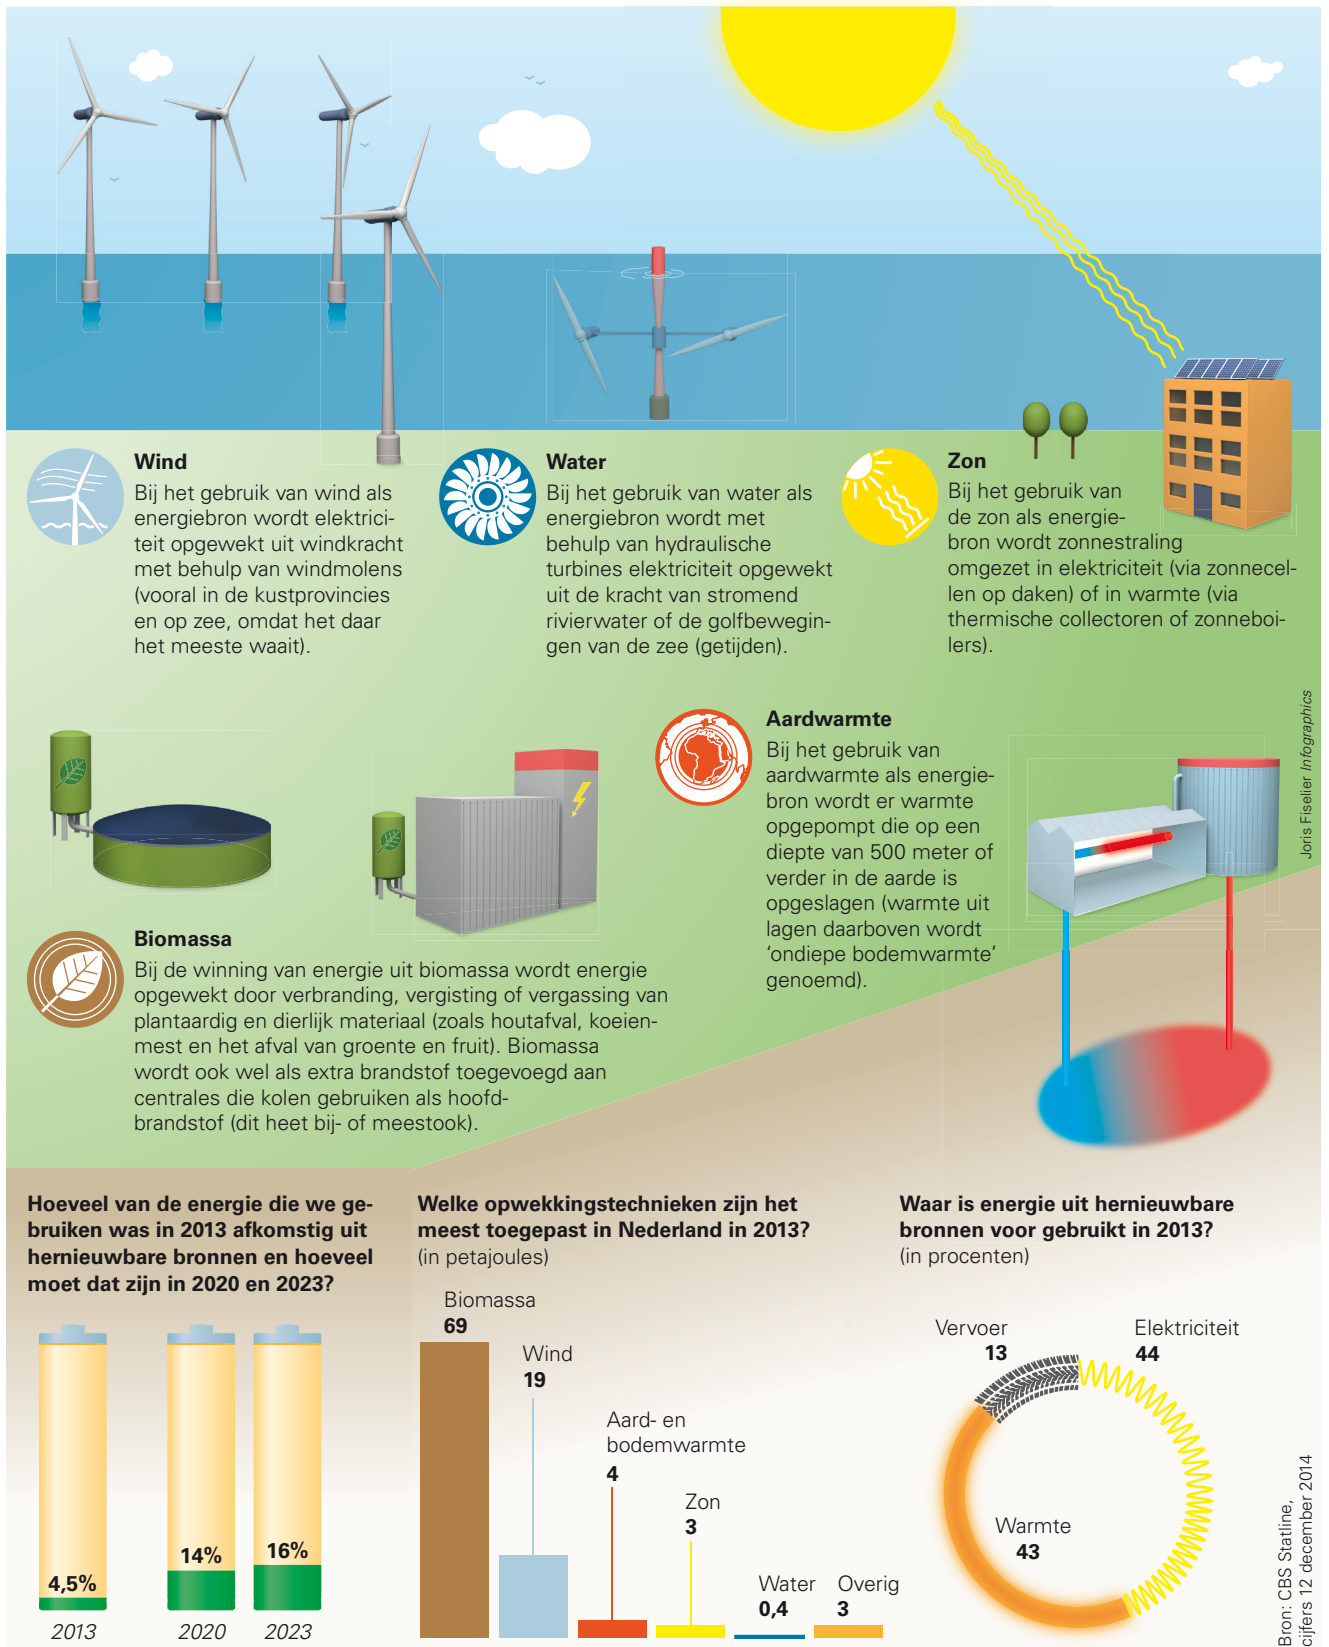 Wind
Bij het gebruik van wind als
energiebron wordt elektrici-
teit opgewekt uit windkracht
met behulp van windmolens
(vooral in de kustprovincies
en op zee, omdat het daar
het meeste waait).
Water
Bij het gebruik van water als
energiebron wordt met
behulp van hydraulische
turbines elektriciteit opgewekt
uit de kracht van stromend
rivierwater of de golfbewegin-
gen van de zee (getijden).
Zon
Bij het gebruik van
de zon als energie-
bron wordt zonnestraling
omgezet in elektriciteit (via zonnecel-
len op daken) of in warmte (via
thermische collectoren of zonneboi-
lers).
Aardwarmte
Bij het gebruik van
aardwarmte als energie-
bron wordt er warmte
opgepompt die op een
diepte van 500 meter of
verder in de aarde is
opgeslagen (warmte uit
lagen daarboven wordt
‘ondiepe bodemwarmte’
genoemd).
Joris Fiselier Infographics
Biomassa
Bij de winning van energie uit biomassa wordt energie
opgewekt door verbranding, vergisting of vergassing van
plantaardig en dierlijk materiaal (zoals houtafval, koeien-
mest en het afval van groente en fruit). Biomassa
wordt ook wel als extra brandstof toegevoegd aan
centrales die kolen gebruiken als hoofd-
brandstof (dit heet bij- of meestook).
Hoeveel van de energie die we ge-
bruiken was in 2013 afkomstig uit
hernieuwbare bronnen en hoeveel
moet dat zijn in 2020 en 2023?
4,5%
14%
16%
2013
2020
2023
Welke opwekkingstechnieken zijn het
meest toegepast in Nederland in 2013?
(in petajoules)
Biomassa
69
Wind
19
Aard- en
bodemwarmte
4
Zon
3
Water
0,4
Overig
3
Waar is energie uit hernieuwbare
bronnen voor gebruikt in 2013?
(in procenten)
Vervoer
13
Elektriciteit
44
Warmte
43
Bron: CBS Statline,
cijfers 12 december 2014